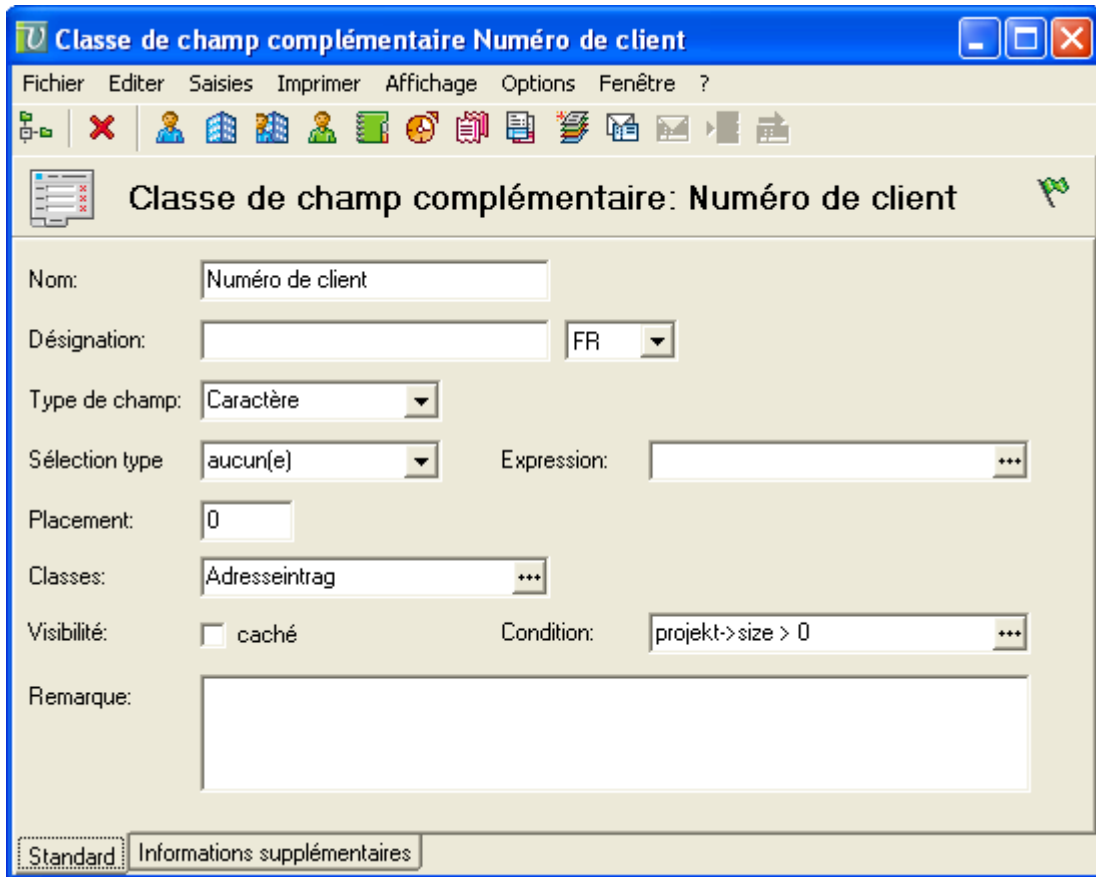 Classe de champ complémentaire Numéro de client
Fichier Editer Saisies Imprimer Affichage Options Fenêtre ?
Classe de champ complémentaire: Numéro de client
Nom: Numéro de client
Désignation: FR
Type de champ: Caractère
Sélection type aucun(e) Expression:
Placement: 0
Classes: Adresseintrag
Visibilité: caché Condition: projekt->size > 0
Remarque:
Standard Informations supplémentaires